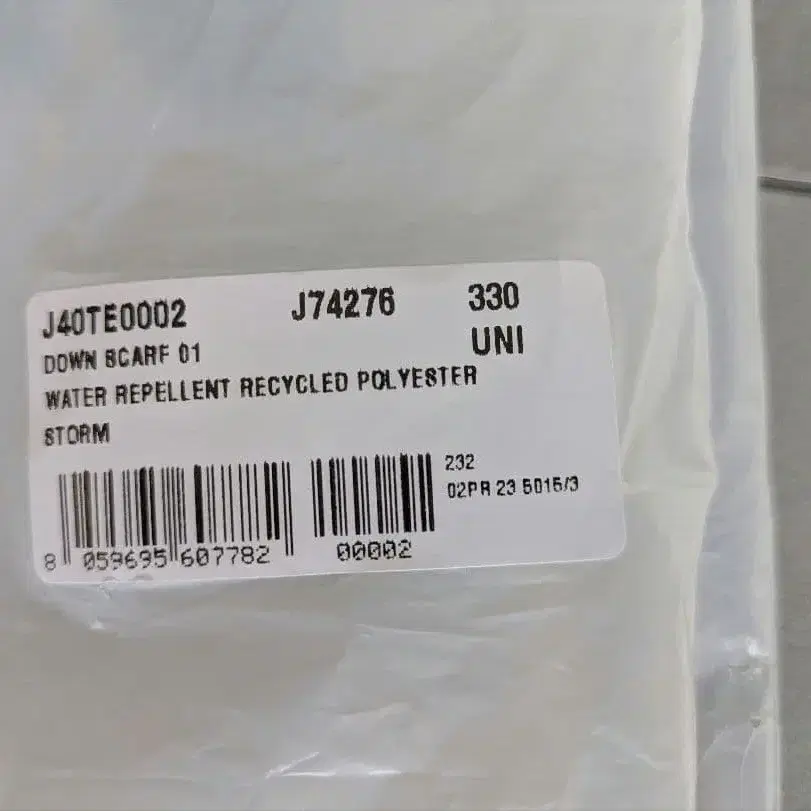 J40TE0002 J74276 330
DOWN SCARF 01 UNI
WATER REPELLENT RECYCLED POLYESTER
STORM
232
02PR 23 5015/3
8 059695 607782 00002